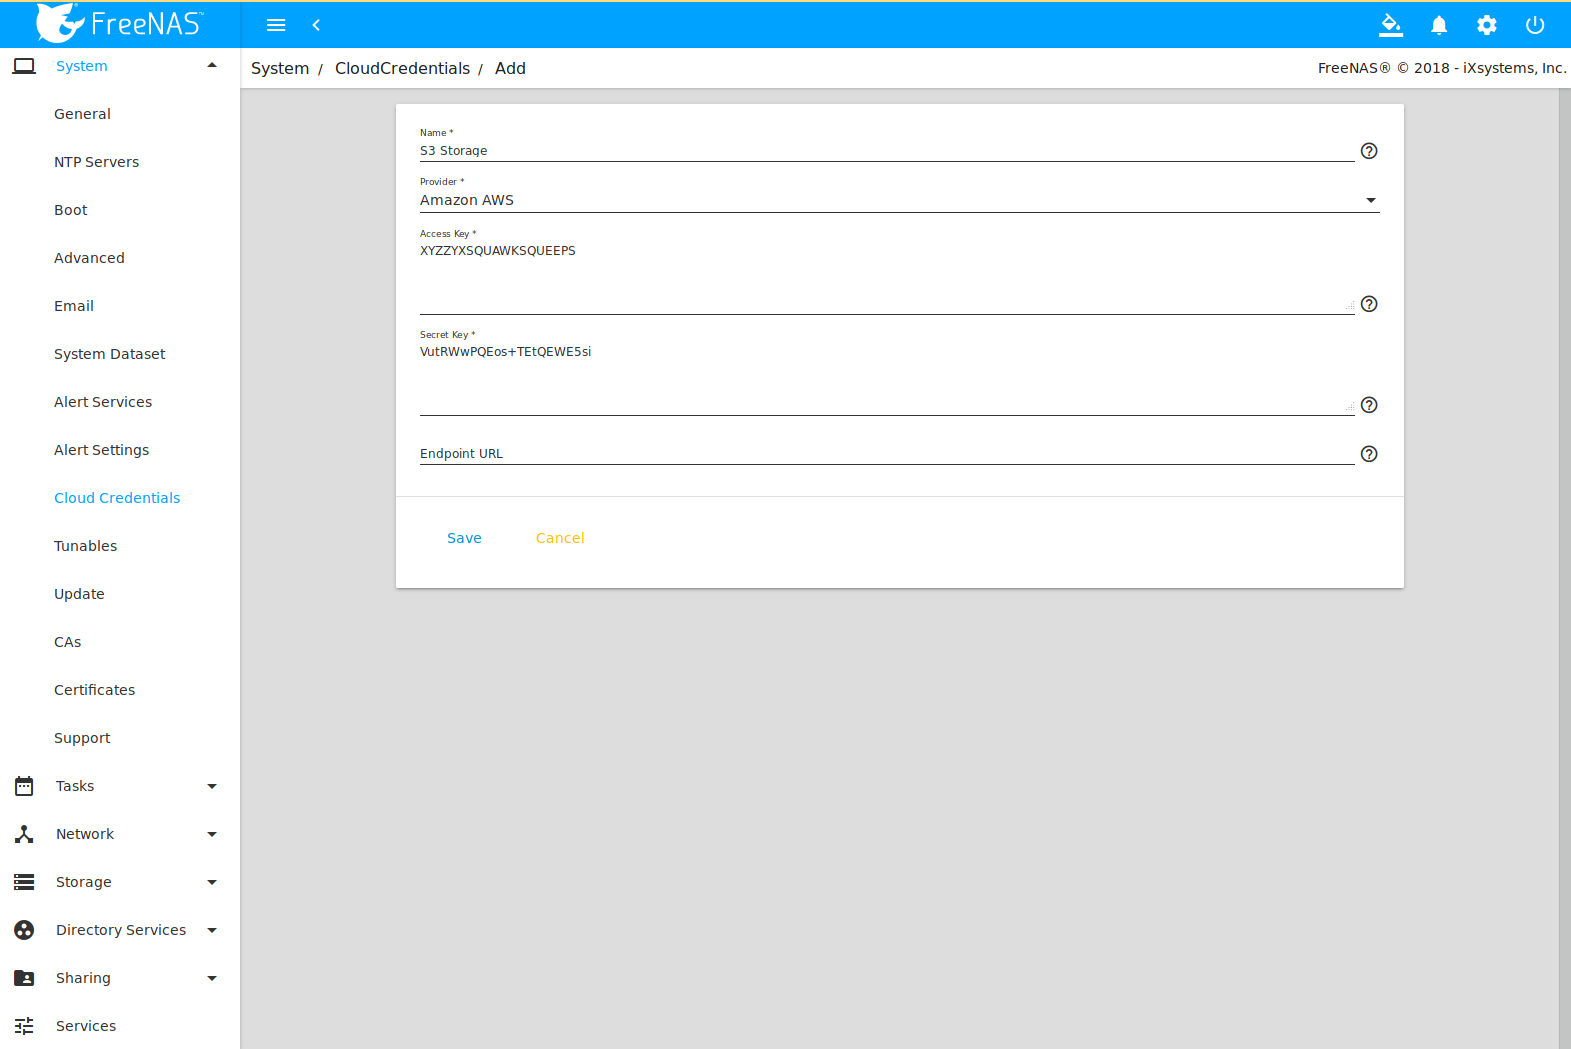 FreeNAS™
System
General
NTP Servers
Boot
Advanced
Email
System Dataset
Alert Services
Alert Settings
Cloud Credentials
Tunables
Update
CAs
Certificates
Support
Tasks
Network
Storage
Directory Services
Sharing
Services
System / CloudCredentials / Add
FreeNAS® © 2018 - iXsystems, Inc.
Name *
S3 Storage
Provider *
Amazon AWS
Access Key *
XYZZYXSQUAWKSQUEEPS
Secret Key *
VutRWwPQEos+TEtQEWE5si
Endpoint URL
Save Cancel